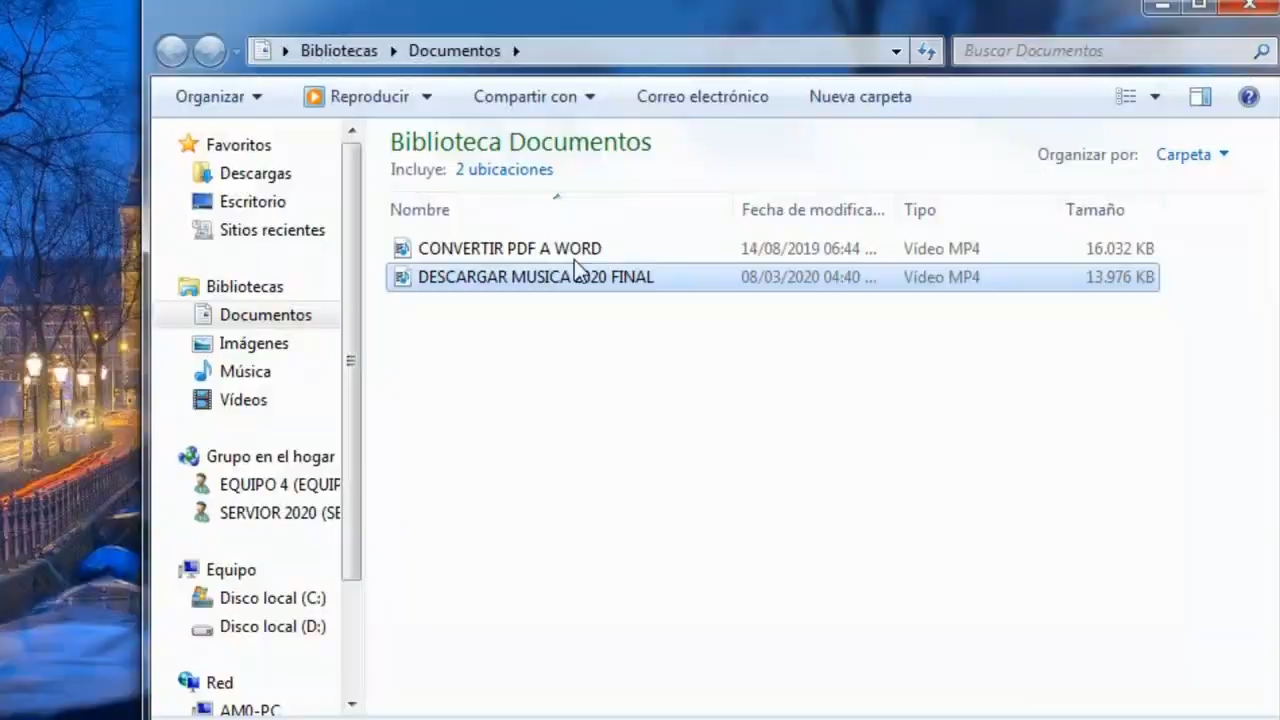 Bibliotecas Documentos
Buscar Documentos
Organizar Reproducir Compartir con Correo electrónico Nueva carpeta
Favoritos
Descargas
Escritorio
Sitios recientes
Bibliotecas
Documentos
Imágenes
Música
Vídeos
Grupo en el hogar
EQUIPO 4 (EQUIP
SERVIOR 2020 (SE
Equipo
Disco local (C:)
Disco local (D:)
Red
AM0-PC
Biblioteca Documentos
Incluye: 2 ubicaciones
Organizar por: Carpeta
Nombre Fecha de modifica... Tipo Tamaño
CONVERTIR PDF A WORD 14/08/2019 06:44 ... Vídeo MP4 16.032 KB
DESCARGAR MUSICA 2020 FINAL 08/03/2020 04:40 ... Vídeo MP4 13.976 KB